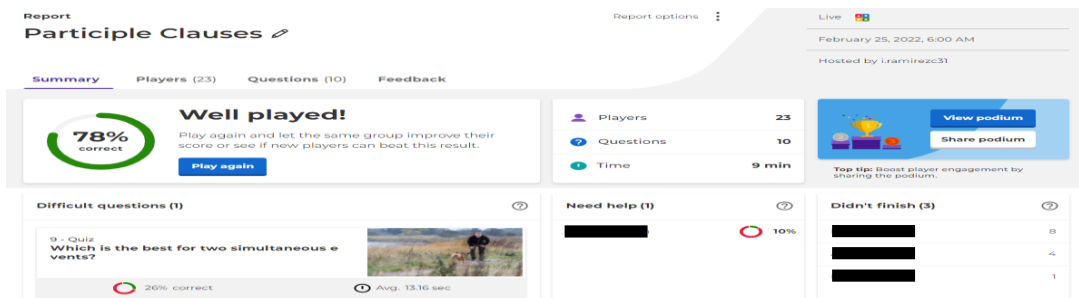 Report
Participle Clauses
Report options
Live
February 25, 2022, 6:00 AM
Hosted by i.ramirezc31
Summary
Players (23)
Questions (10)
Feedback
78%
correct
Well played!
Play again and let the same group improve their
score or see if new players can beat this result.
Play again
Players 23
Questions 10
Time 9 min
View podium
Share podium
Top tip: Boost player engagement by
sharing the podium.
Difficult questions (1)
9 - Quiz
Which is the best for two simultaneous e
vents?
26% correct
Avg. 13.16 sec
Need help (1)
10%
Didn't finish (3)
8
4
1